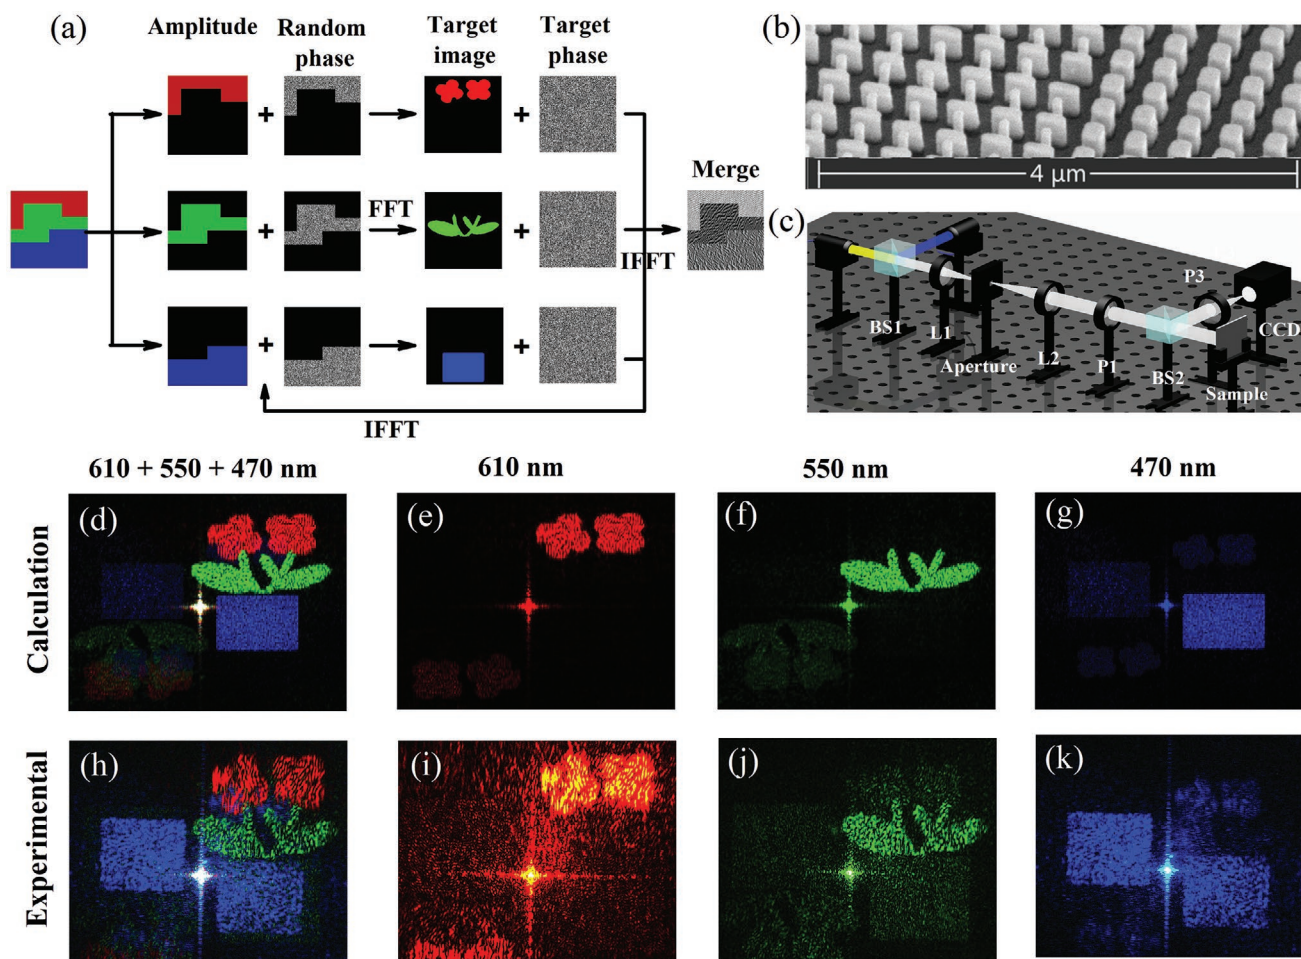 (a)
Amplitude
Random
phase
Target
image
Target
phase
+
+
+
FFT
+
IFFT
Merge
+
+
IFFT
(b)
4 µm
(c)
BS1
L1
Aperture
L2
P1
BS2
P3
Sample
CCD
610 + 550 + 470 nm
610 nm
550 nm
470 nm
Calculation
(d)
(e)
(f)
(g)
Experimental
(h)
(i)
(j)
(k)